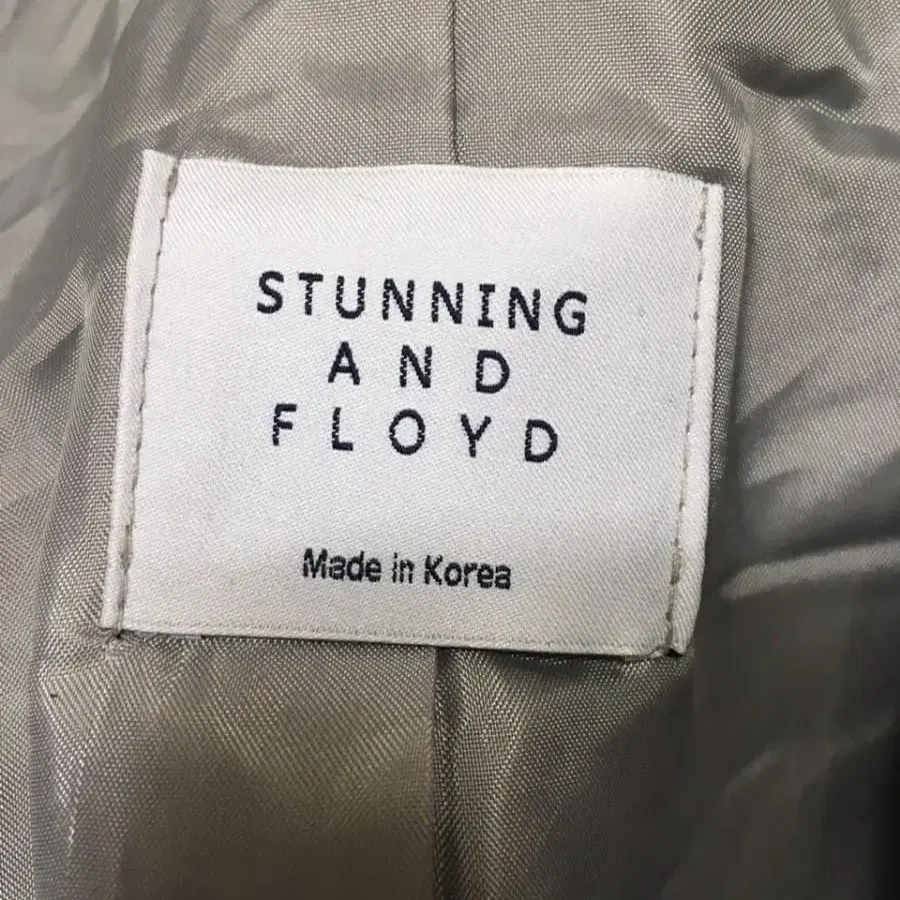 STUNNING
AND
FLOYD
Made in Korea